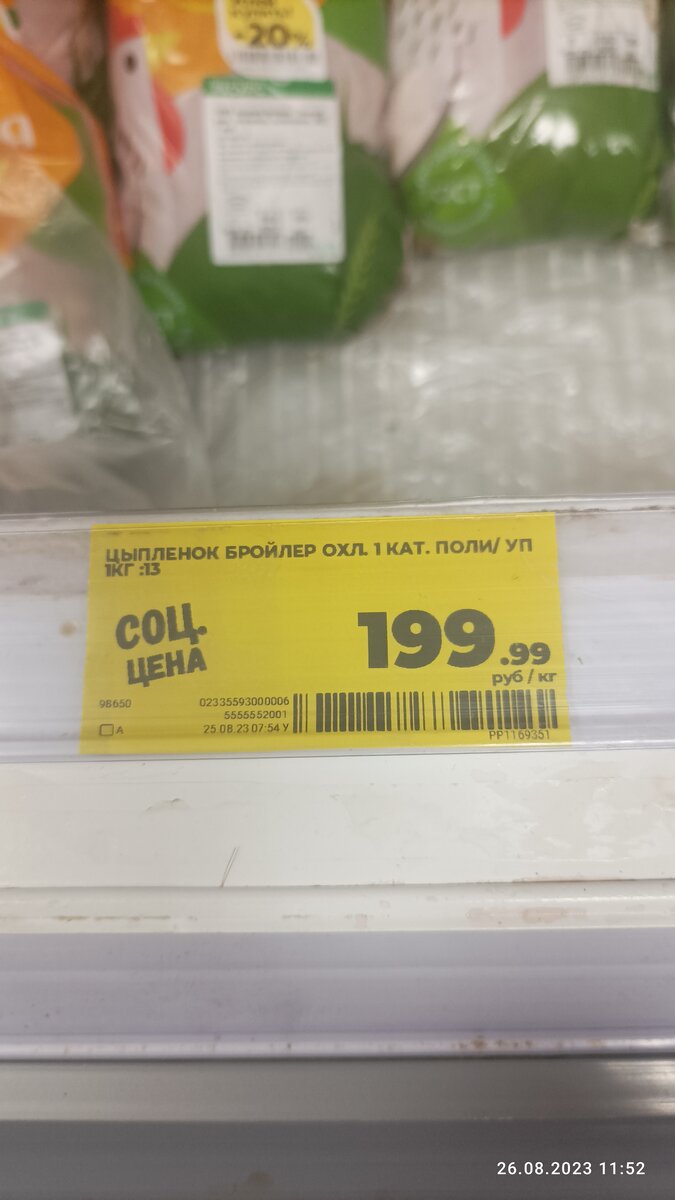 -20%
ЦЫПЛЕНОК БРОЙЛЕР ОХЛ. 1 КАТ. ПОЛИ/ УП
1КГ :13
СОЦ.
ЦЕНА
199.99
руб / кг
98650
02335593000006
5555552001
А
25.08.23 07:54 У
РР1169351
26.08.2023 11:52